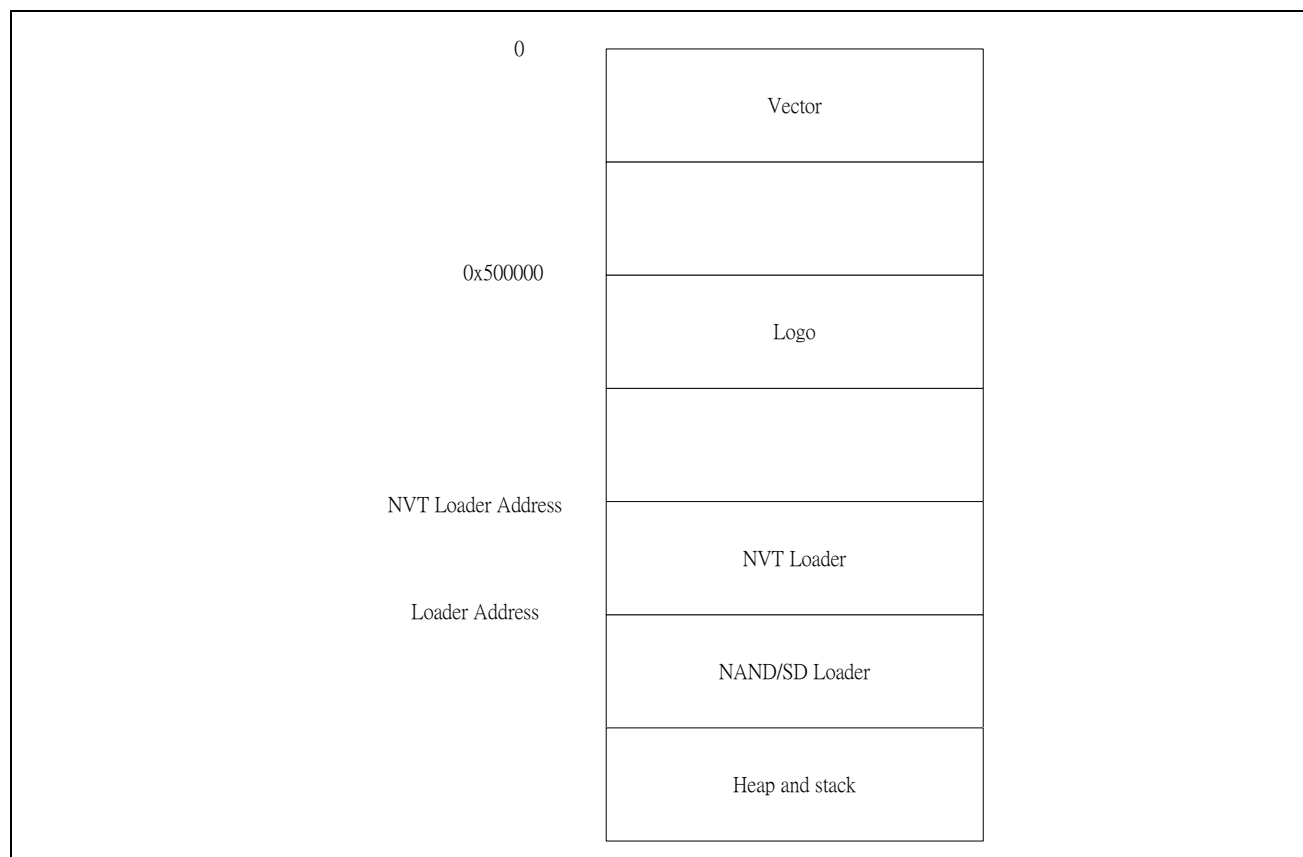 0
Vector
0x500000
Logo
NVT Loader Address
NVT Loader
Loader Address
NAND/SD Loader
Heap and stack